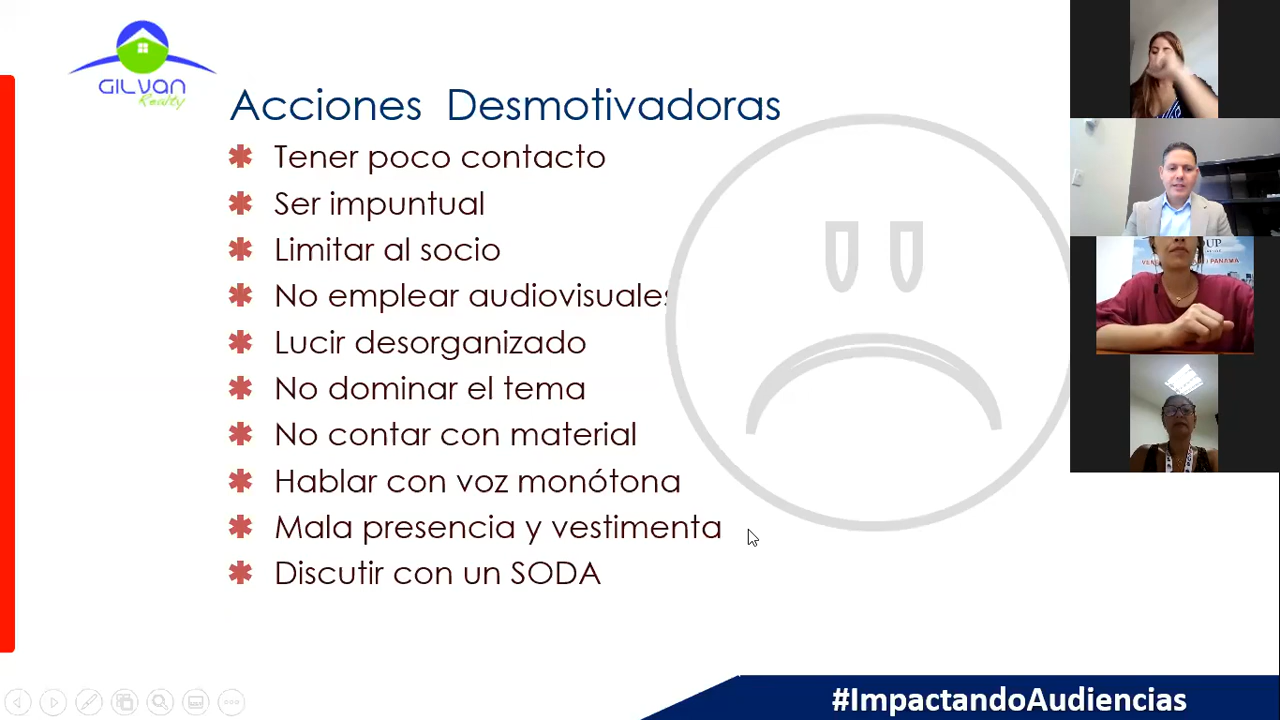 GILVAN
Realty
Acciones Desmotivadoras
Tener poco contacto
Ser impuntual
Limitar al socio
No emplear audiovisuales
Lucir desorganizado
No dominar el tema
No contar con material
Hablar con voz monótona
Mala presencia y vestimenta
Discutir con un SODA
#ImpactandoAudiencias
PANAMA